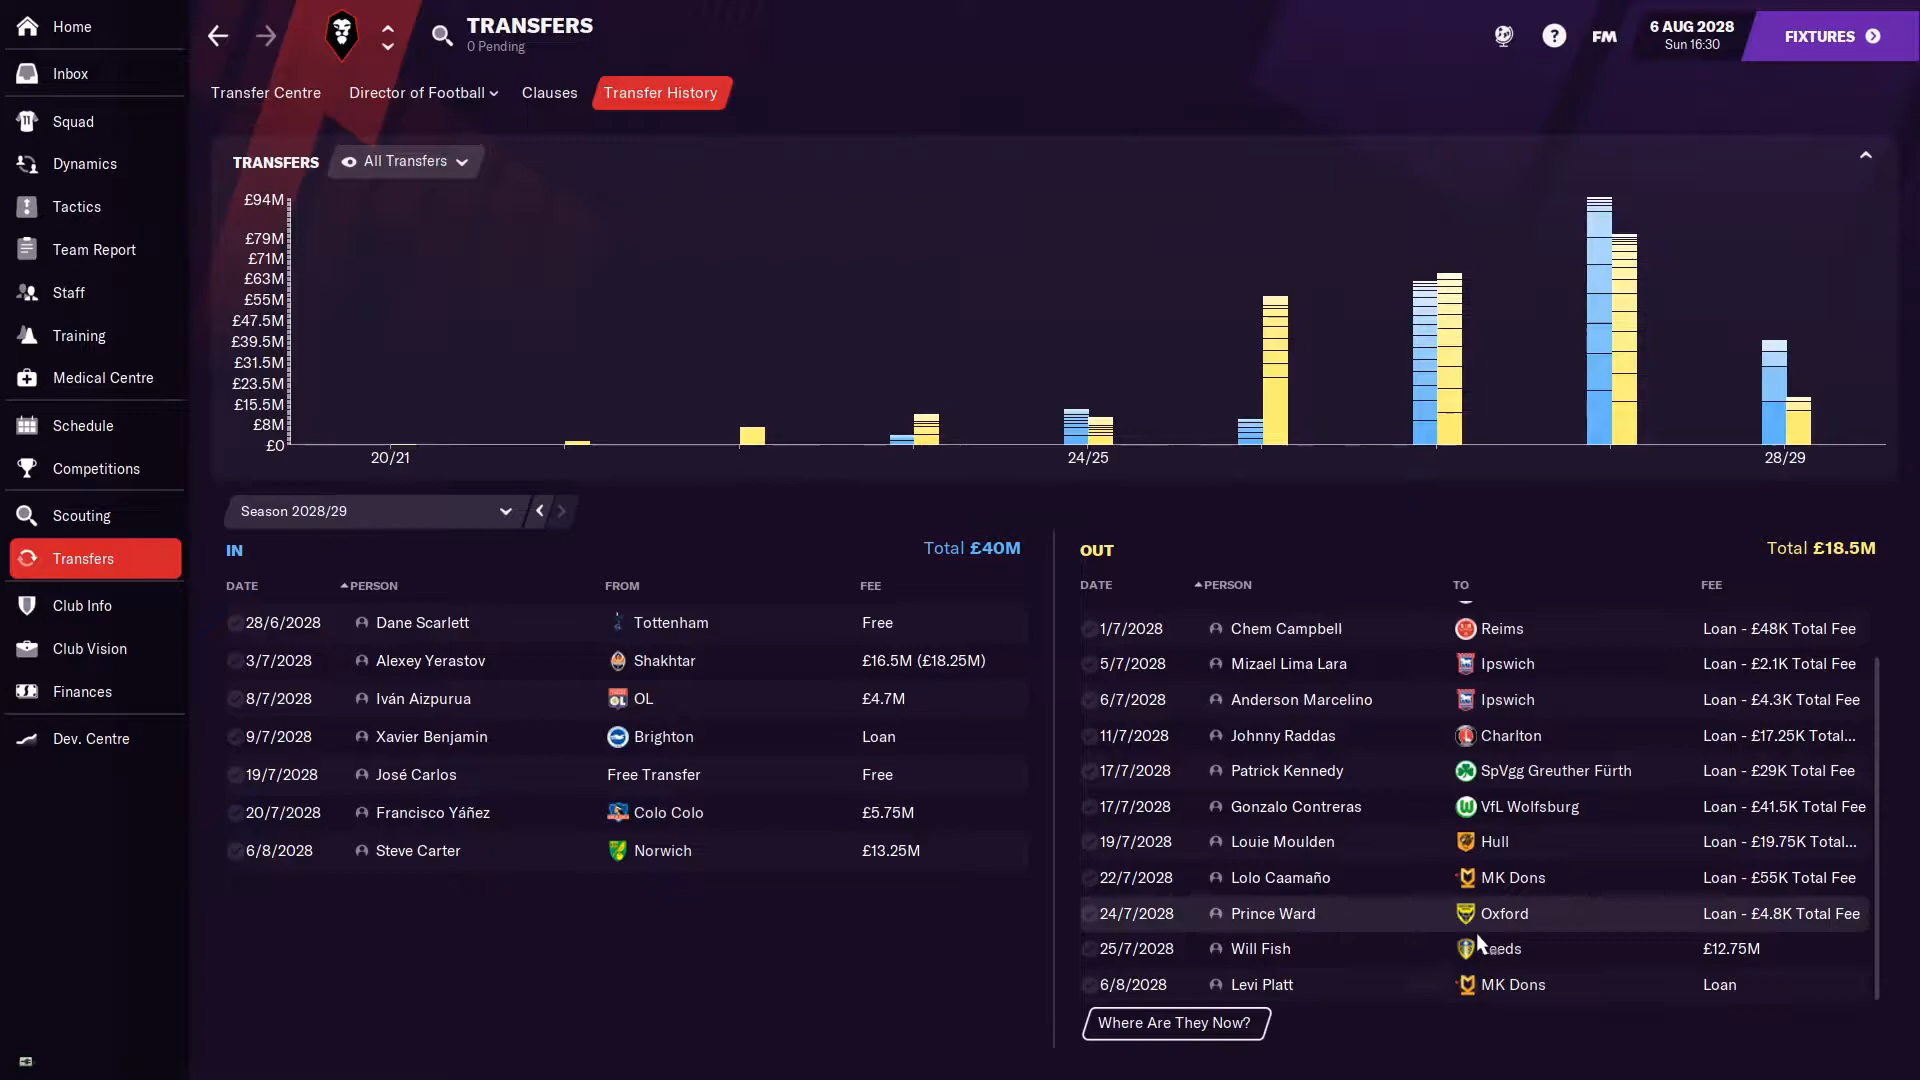 Home
Inbox
Squad
Dynamics
Tactics
Team Report
Staff
Training
Medical Centre
Schedule
Competitions
Scouting
Transfers
Club Info
Club Vision
Finances
Dev. Centre
TRANSFERS
0 Pending
? FM
6 AUG 2028
Sun 16:30
FIXTURES
Transfer Centre Director of Football Clauses Transfer History
TRANSFERS All Transfers
£94M
£79M
£71M
£63M
£55M
£47.5M
£39.5M
£31.5M
£23.5M
£15.5M
£8M
£0
20/21 24/25 28/29
Season 2028/29
IN Total £40M
DATE PERSON FROM FEE
28/6/2028 Dane Scarlett Tottenham Free
3/7/2028 Alexey Yerastov Shakhtar £16.5M (£18.25M)
8/7/2028 Iván Aizpurua OL £4.7M
9/7/2028 Xavier Benjamin Brighton Loan
19/7/2028 José Carlos Free Transfer Free
20/7/2028 Francisco Yáñez Colo Colo £5.75M
6/8/2028 Steve Carter Norwich £13.25M
OUT Total £18.5M
DATE PERSON TO FEE
1/7/2028 Chem Campbell Reims Loan - £48K Total Fee
5/7/2028 Mizael Lima Lara Ipswich Loan - £2.1K Total Fee
6/7/2028 Anderson Marcelino Ipswich Loan - £4.3K Total Fee
11/7/2028 Johnny Raddas Charlton Loan - £17.25K Total...
17/7/2028 Patrick Kennedy SpVgg Greuther Fürth Loan - £29K Total Fee
17/7/2028 Gonzalo Contreras VfL Wolfsburg Loan - £41.5K Total Fee
19/7/2028 Louie Moulden Hull Loan - £19.75K Total...
22/7/2028 Lolo Caamaño MK Dons Loan - £55K Total Fee
24/7/2028 Prince Ward Oxford Loan - £4.8K Total Fee
25/7/2028 Will Fish Leeds £12.75M
6/8/2028 Levi Platt MK Dons Loan
Where Are They Now?